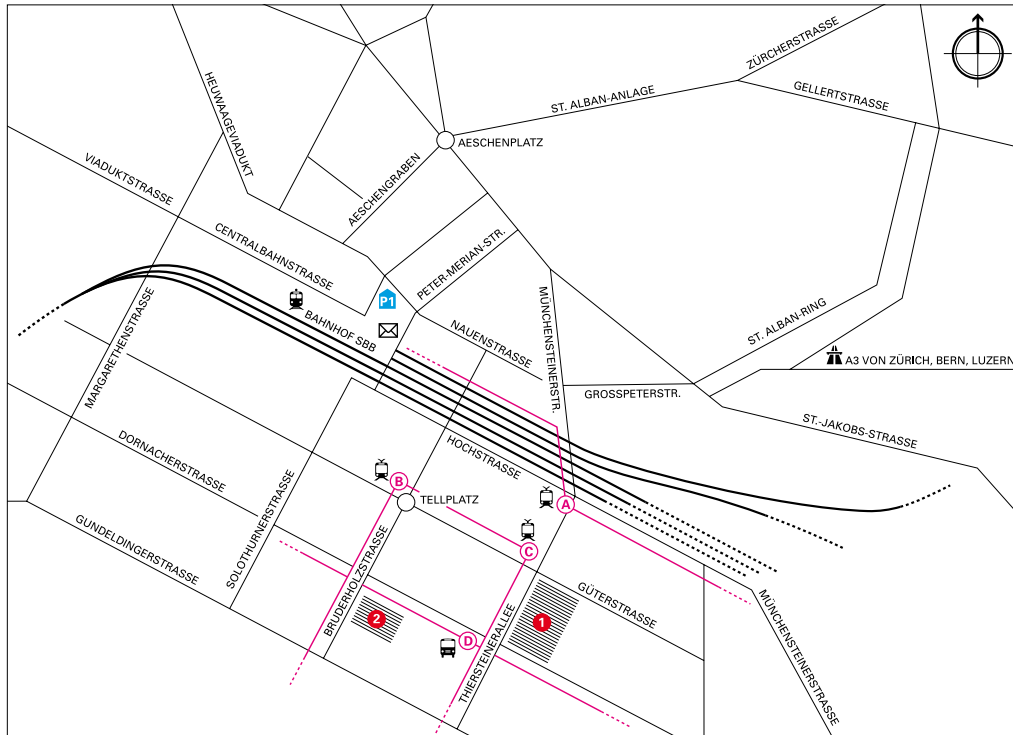 ZÜRCHERSTRASSE
GELLERTSTRASSE
ST. ALBAN-ANLAGE
HEUWAAGEVIADUKT
AESCHENPLATZ
VIADUKTSTRASSE
AESCHENGRABEN
CENTRALBAHNSTRASSE
PETER-MERIAN-STR.
P1
MÜNCHENSTEINERSTR.
BAHNHOF SBB
NAUENSTRASSE
ST. ALBAN-RING
MARGARETHENSTRASSE
A3 VON ZÜRICH, BERN, LUZERN
GROSSPETERSTR.
ST.-JAKOBS-STRASSE
DORNACHERSTRASSE
HOCHSTRASSE
B
TELLPLATZ
A
SOLOTHURNERSTRASSE
GUNDELDINGERSTRASSE
C
BRUDERHOLZSTRASSE
GÜTERSTRASSE
2
1
D
THIERSTEINERALLEE
MÜNCHENSTEINERSTRASSE